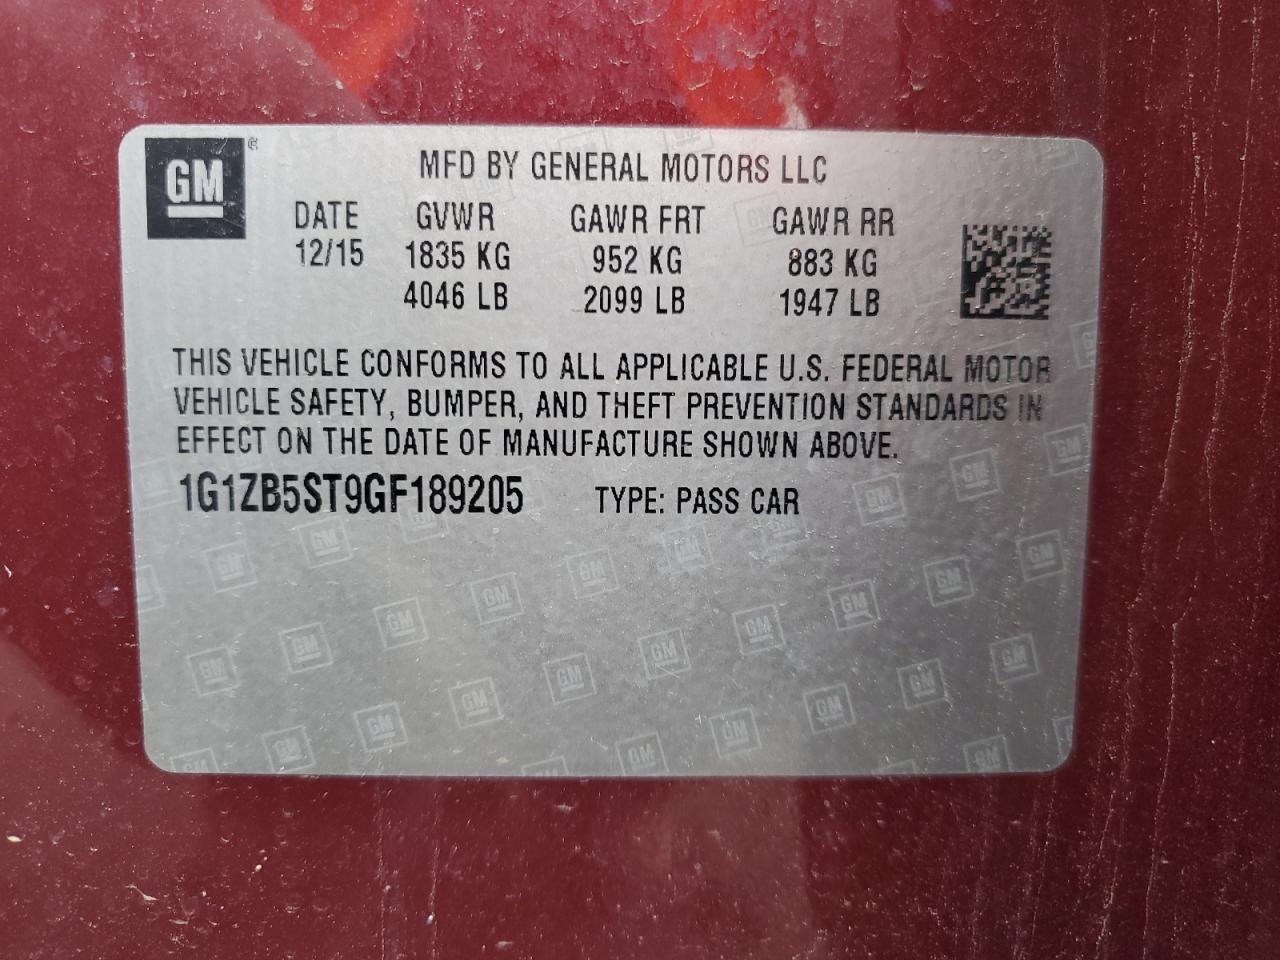 GM
MFD BY GENERAL MOTORS LLC
DATE GVWR GAWR FRT GAWR RR
12/15 1835 KG 952 KG 883 KG
4046 LB 2099 LB 1947 LB
THIS VEHICLE CONFORMS TO ALL APPLICABLE U.S. FEDERAL MOTOR
VEHICLE SAFETY, BUMPER, AND THEFT PREVENTION STANDARDS IN
EFFECT ON THE DATE OF MANUFACTURE SHOWN ABOVE.
1G1ZB5ST9GF189205 TYPE: PASS CAR